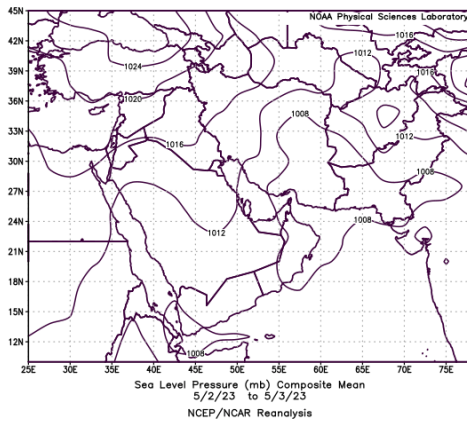 NOAA Physical Sciences Laboratory
45N
42N
39N
36N
33N
30N
27N
24N
21N
18N
15N
12N
1024
1020
1016
1012
1008
1012
1016
1016
1012
1008
1008
1008
25E 30E 35E 40E 45E 50E 55E 60E 65E 70E 75E
Sea Level Pressure (mb) Composite Mean
5/2/23 to 5/3/23
NCEP/NCAR Reanalysis